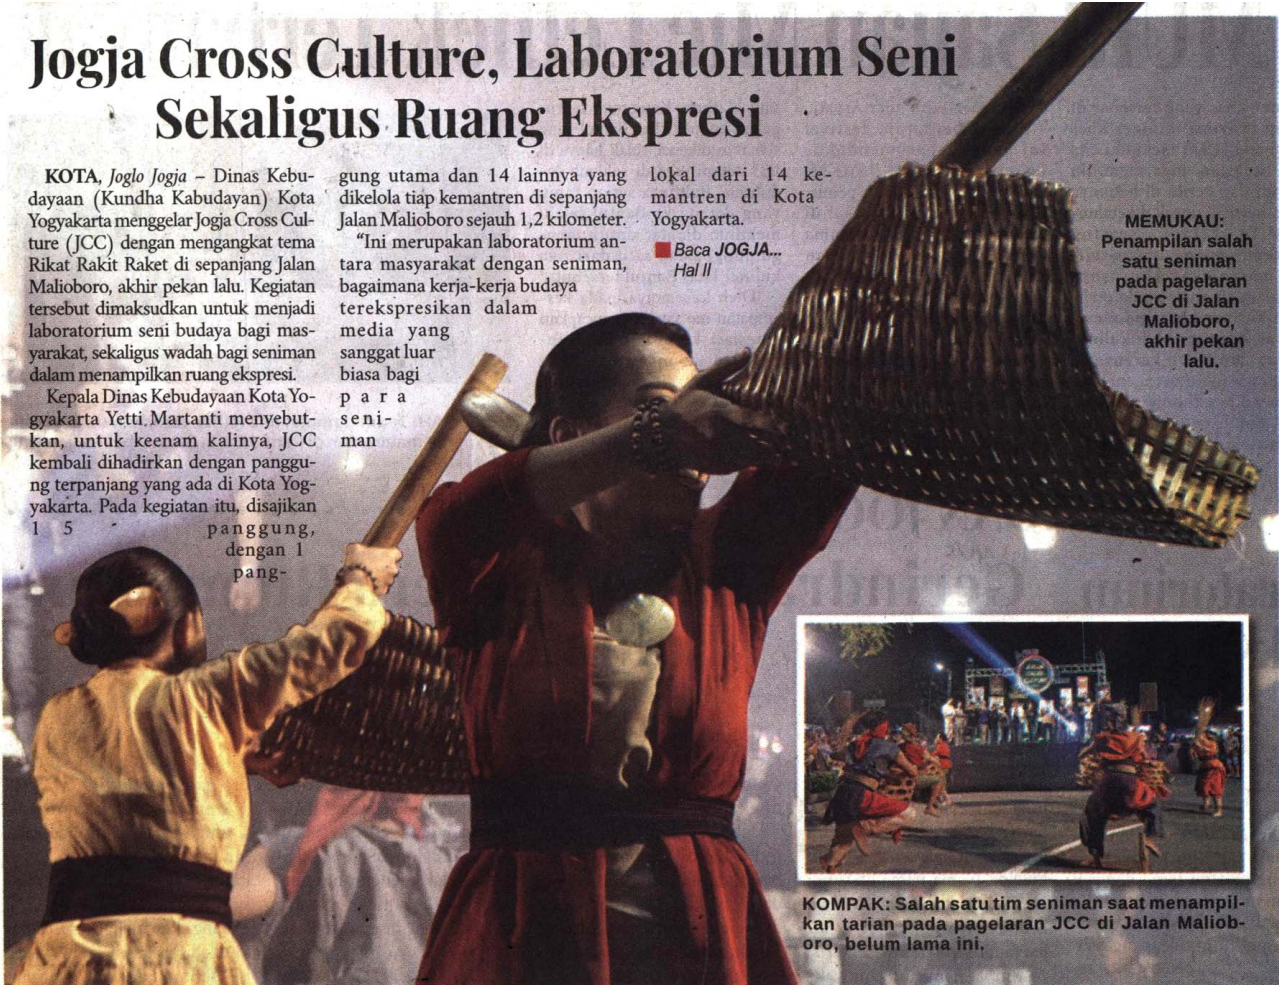 Jogja Cross Culture, Laboratorium Seni
Sekaligus Ruang Ekspresi
KOTA, Joglo Jogja – Dinas Kebu-
dayaan (Kundha Kabudayan) Kota
Yogyakarta menggelar Jogja Cross Cul-
ture (JCC) dengan mengangkat tema
Rikat Rakit Raket di sepanjang Jalan
Malioboro, akhir pekan lalu. Kegiatan
tersebut dimaksudkan untuk menjadi
laboratorium seni budaya bagi mas-
yarakat, sekaligus wadah bagi seniman
dalam menampilkan ruang ekspresi.
Kepala Dinas Kebudayaan Kota Yo-
gyakarta Yetti Martanti menyebut-
kan, untuk keenam kalinya, JCC
kembali dihadirkan dengan panggu-
ng terpanjang yang ada di Kota Yog-
yakarta. Pada kegiatan itu, disajikan
1 5 panggung,
dengan 1
pang-
gung utama dan 14 lainnya yang
dikelola tiap kemantren di sepanjang
Jalan Malioboro sejauh 1,2 kilometer.
“Ini merupakan laboratorium an-
tara masyarakat dengan seniman,
bagaimana kerja-kerja budaya
terekspresikan dalam
media yang
sanggat luar
biasa bagi
para
seni-
man
lokal dari 14 ke-
mantren di Kota
Yogyakarta.
Baca JOGJA...
Hal II
MEMUKAU:
Penampilan salah
satu seniman
pada pagelaran
JCC di Jalan
Malioboro,
akhir pekan
lalu.
KOMPAK: Salah satu tim seniman saat menampil-
kan tarian pada pagelaran JCC di Jalan Maliob-
oro, belum lama ini.